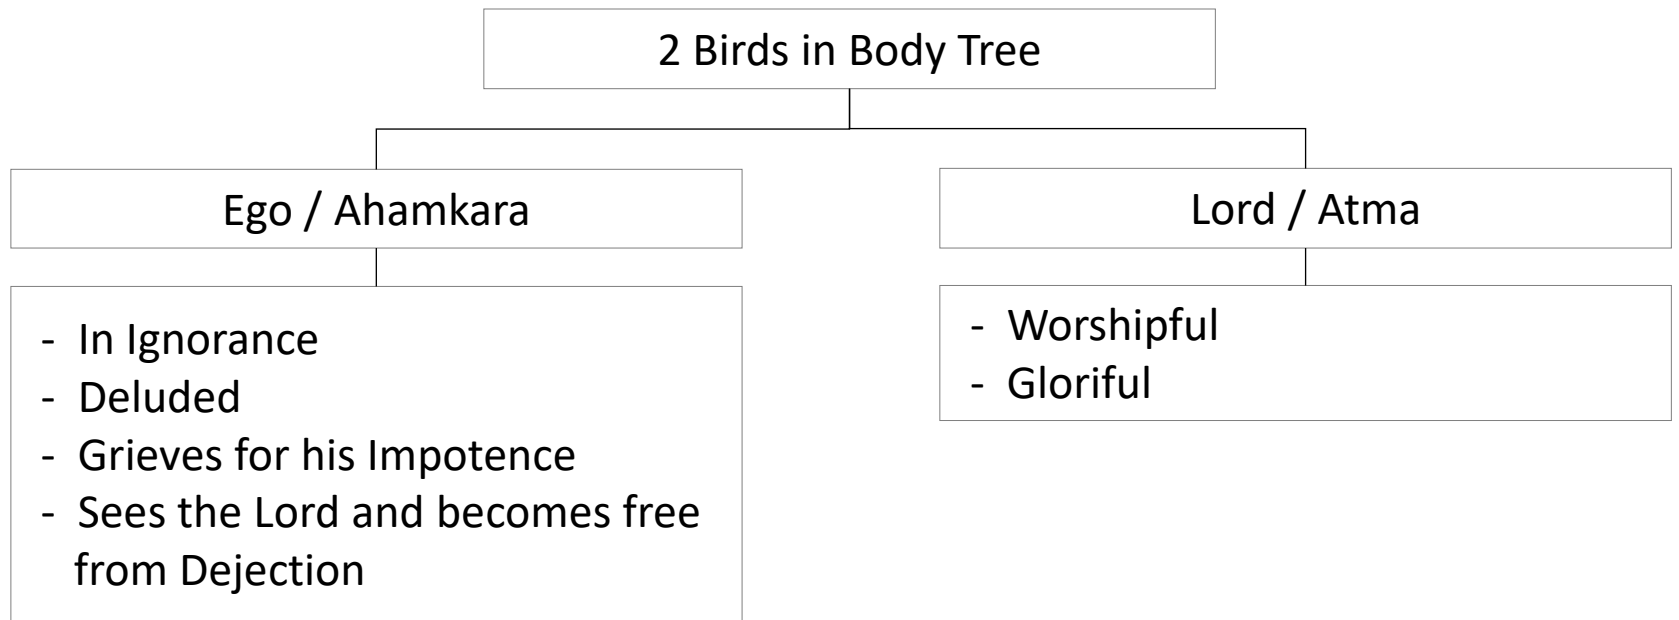 2 Birds in Body Tree
Ego / Ahamkara
Lord / Atma
- In Ignorance
- Deluded
- Grieves for his Impotence
- Sees the Lord and becomes free
from Dejection
- Worshipful
- Gloriful